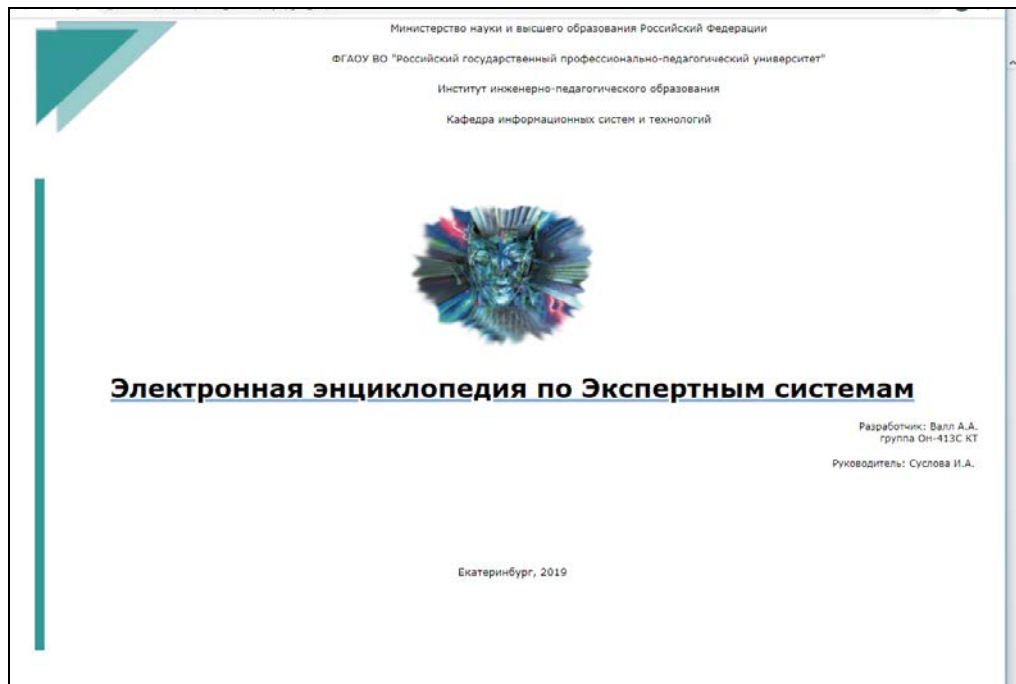 Министерство науки и высшего образования Российской Федерации
ФГАОУ ВО "Российский государственный профессионально-педагогический университет"
Институт инженерно-педагогического образования
Кафедра информационных систем и технологий
Электронная энциклопедия по Экспертным системам
Разработчик: Валл А.А.
группа Он-413С КТ
Руководитель: Суслова И.А.
Екатеринбург, 2019